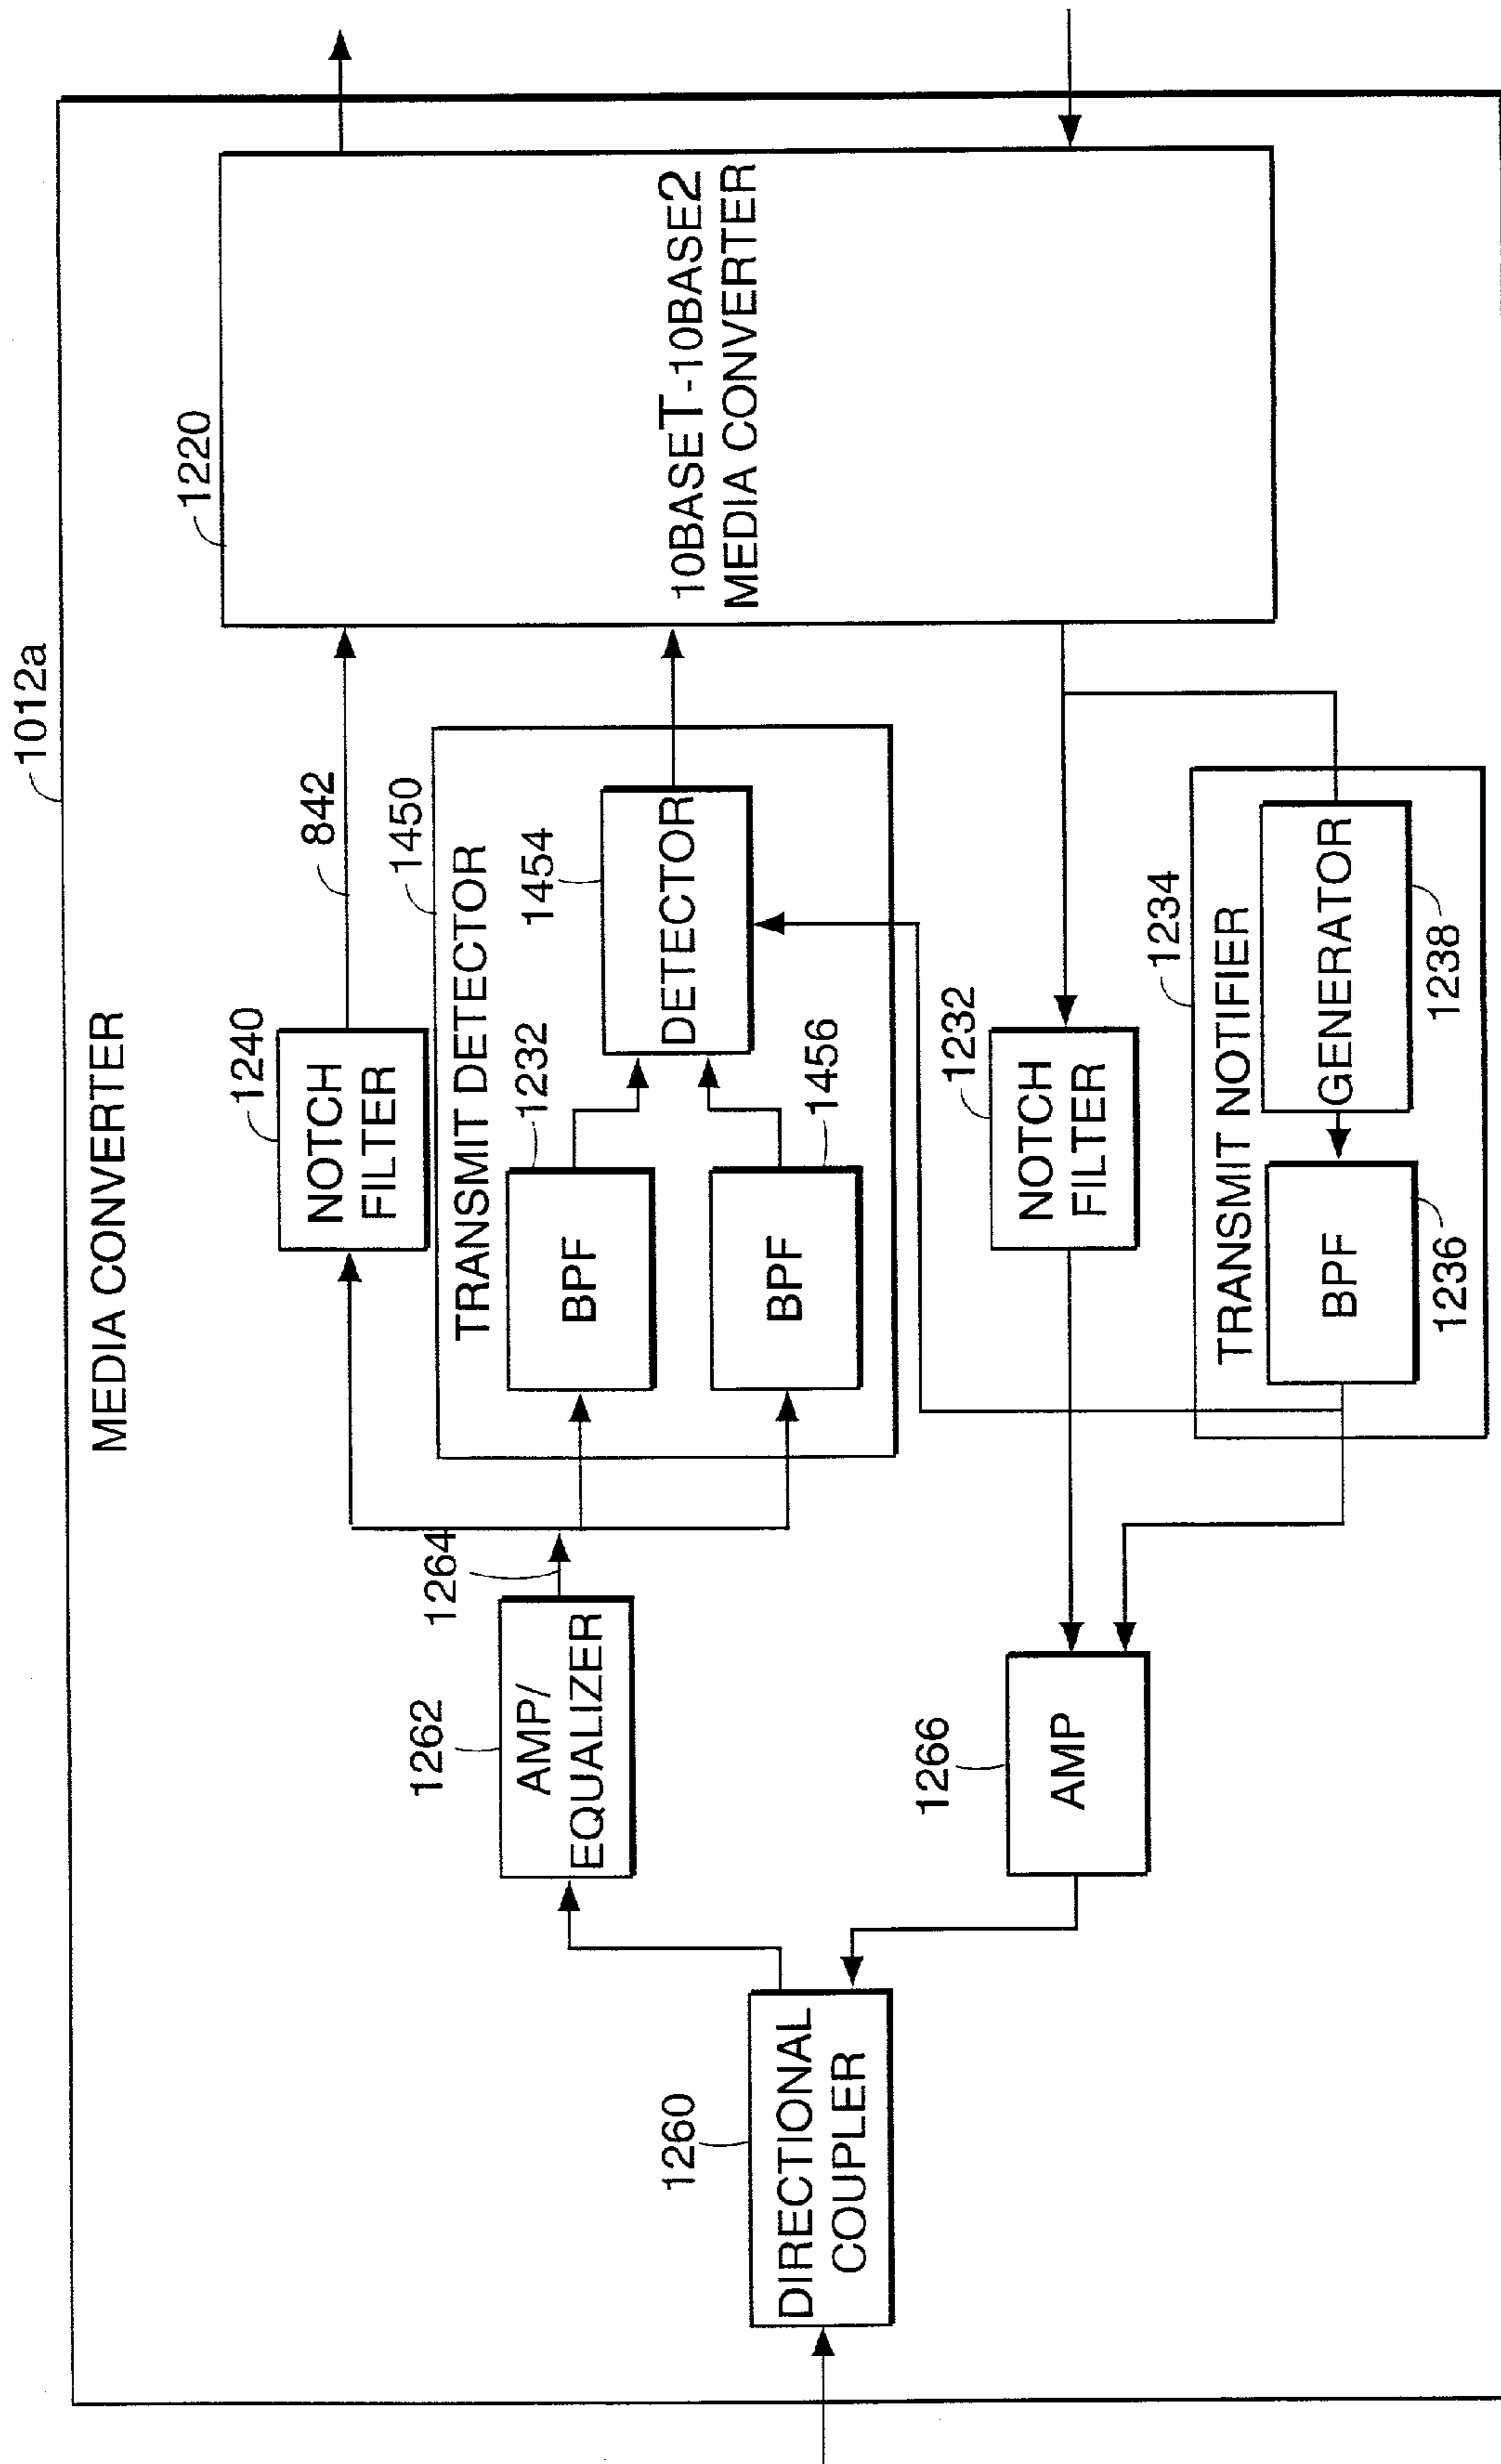 1012a
MEDIA CONVERTER
1220
10BASET-10BASE2
MEDIA CONVERTER
1240
NOTCH
FILTER
842
1450
TRANSMIT DETECTOR
1232
BPF
BPF
1456
1454
DETECTOR
1264
1262
AMP/
EQUALIZER
1260
DIRECTIONAL
COUPLER
1266
AMP
1232
NOTCH
FILTER
1234
TRANSMIT NOTIFIER
BPF
1236
GENERATOR
1238